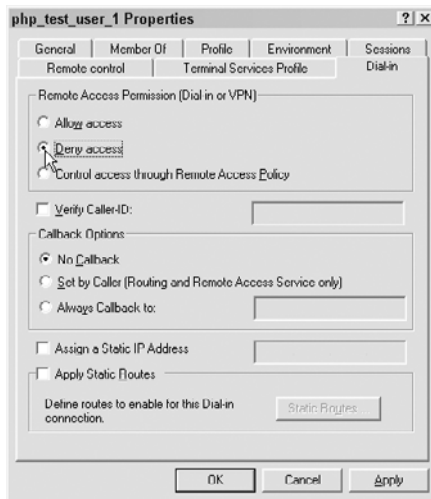 php_test_user_1 Properties
General Member Of Profile Environment Sessions
Remote control Terminal Services Profile Dial-in
Remote Access Permission (Dial in or VPN)
Allow access
Deny access
Control access through Remote Access Policy
Verify Caller-ID:
Callback Options
No Callback
Set by Caller (Routing and Remote Access Service only)
Always Callback to:
Assign a Static IP Address
Apply Static Routes
Define routes to enable for this Dial-in
connection.
Static Routes ...
OK Cancel Apply